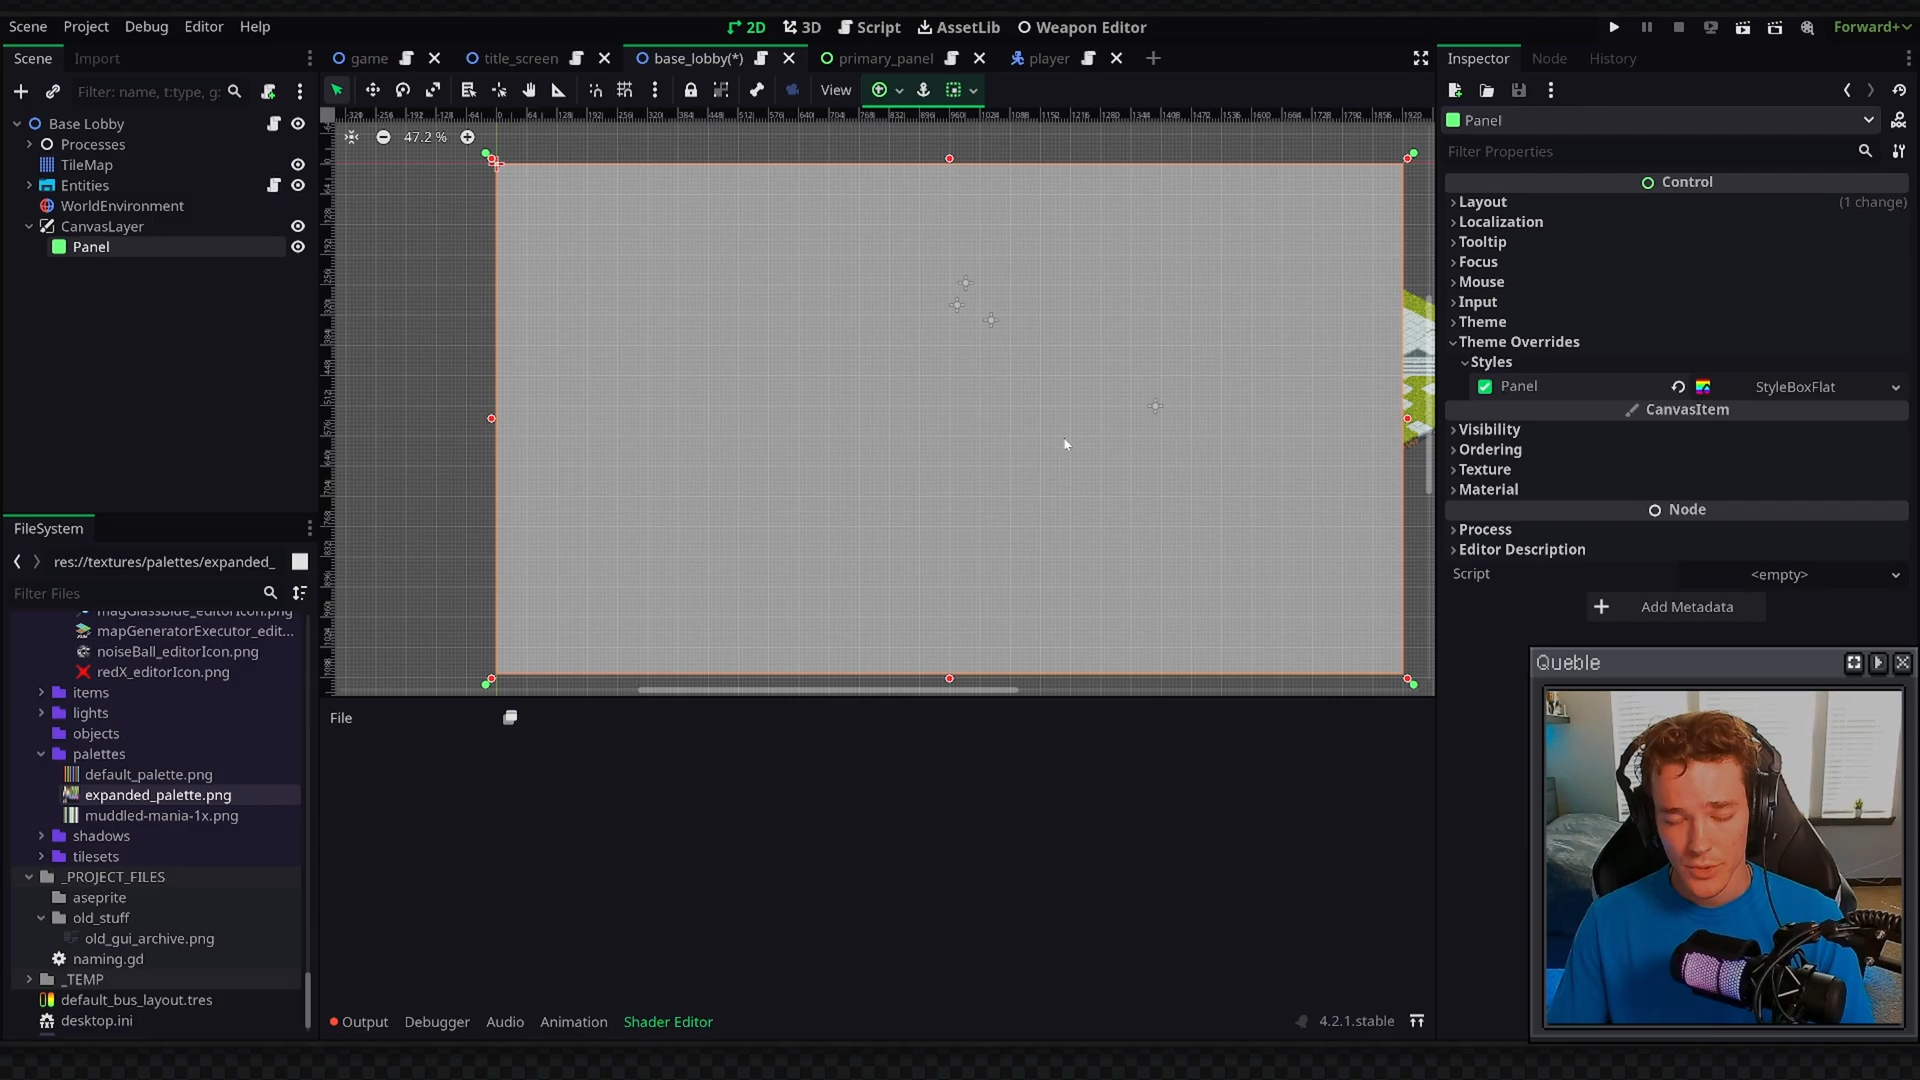 Scene Project Debug Editor Help
2D 3D Script AssetLib Weapon Editor
Forward+
Scene Import
game title_screen base_lobby(*) primary_panel player
Inspector Node History
Filter: name, t:type, g:
View
Base Lobby
Processes
TileMap
Entities
WorldEnvironment
CanvasLayer
Panel
47.2 %
Panel
Filter Properties
Control
Layout (1 change)
Localization
Tooltip
Focus
Mouse
Input
Theme
Theme Overrides
Styles
Panel StyleBoxFlat
CanvasItem
Visibility
Ordering
Texture
Material
Node
Process
Editor Description
Script <empty>
Add Metadata
FileSystem
res://textures/palettes/expanded_
Filter Files
magGlassBlue_editorIcon.png
mapGeneratorExecutor_edit...
noiseBall_editorIcon.png
redX_editorIcon.png
items
lights
objects
palettes
default_palette.png
expanded_palette.png
muddled-mania-1x.png
shadows
tilesets
_PROJECT_FILES
aseprite
old_stuff
old_gui_archive.png
naming.gd
_TEMP
default_bus_layout.tres
desktop.ini
File
Output Debugger Audio Animation Shader Editor
4.2.1.stable
Queble